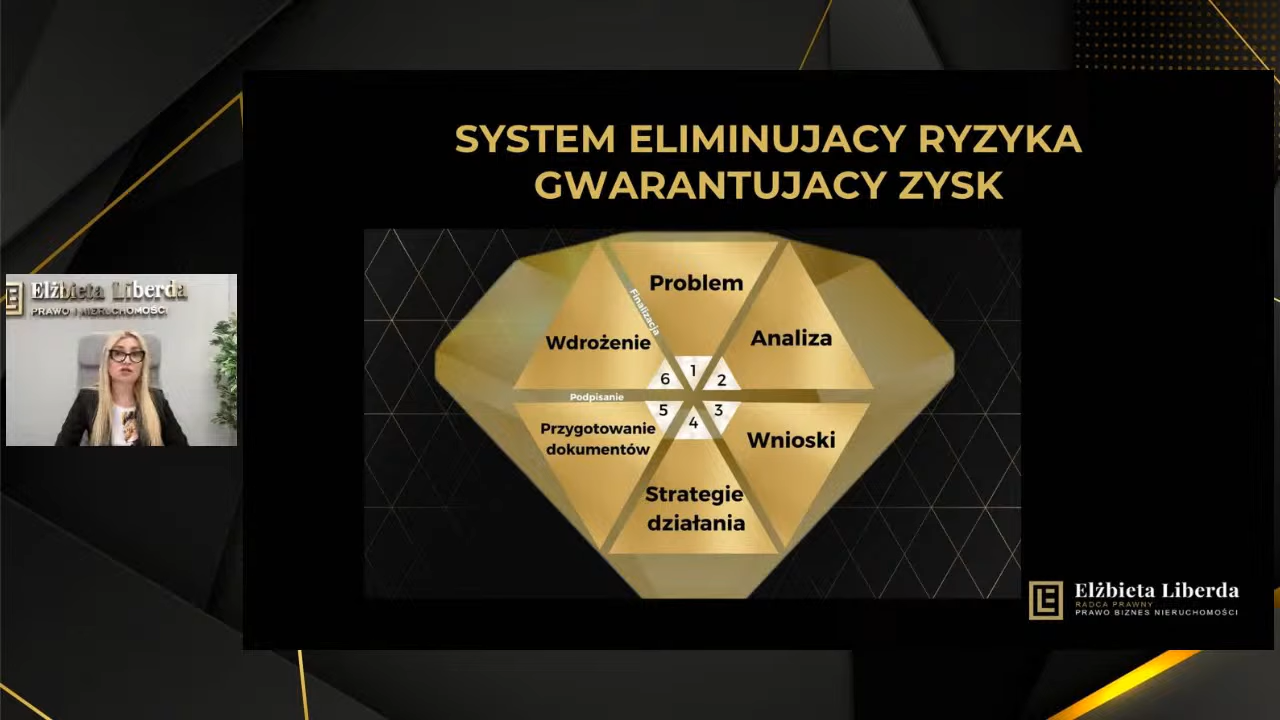 SYSTEM ELIMINUJACY RYZYKA
GWARANTUJACY ZYSK
Problem
Finalizacja
Wdrożenie
Analiza
1
6
2
Podpisanie
5
3
4
Przygotowanie
dokumentów
Wnioski
Strategie
działania
Elżbieta Liberda
PRAWO I NIERUCHOMOŚCI
Elżbieta Liberda
RADCA PRAWNY
PRAWO BIZNES NIERUCHOMOŚCI